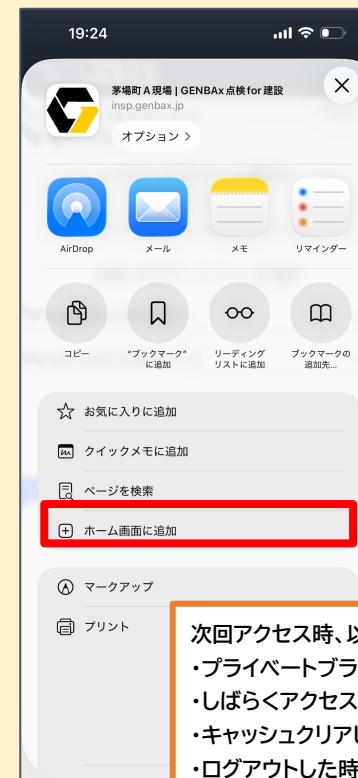 19:24
茅場町A現場 | GENBAx点検for建設
insp.genbax.jp
オプション >
AirDrop
メール
メモ
リマインダー
コピー
"ブックマーク"
に追加
リーディング
リストに追加
ブックマークの
追加先...
お気に入りに追加
クイックメモに追加
ページを検索
ホーム画面に追加
マークアップ
プリント
次回アクセス時、以
・プライベートブラ
・しばらくアクセス
・キャッシュクリア
・ログアウトした時